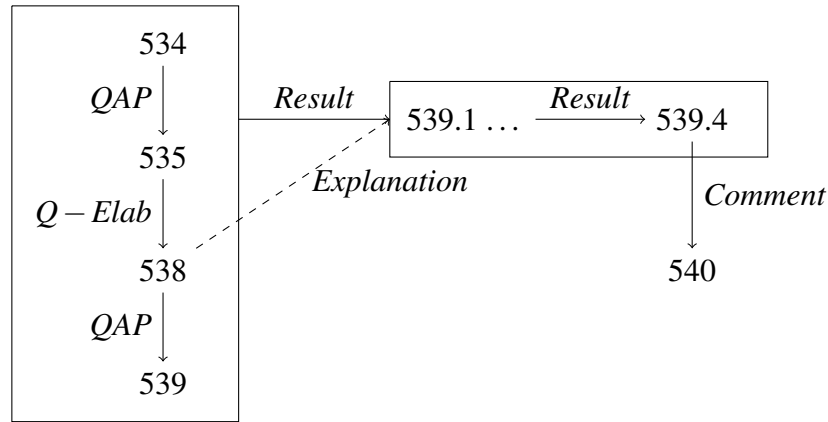 534
QAP
Result
539.1 …
Result
539.4
535
Explanation
Q – Elab
Comment
538
540
QAP
539